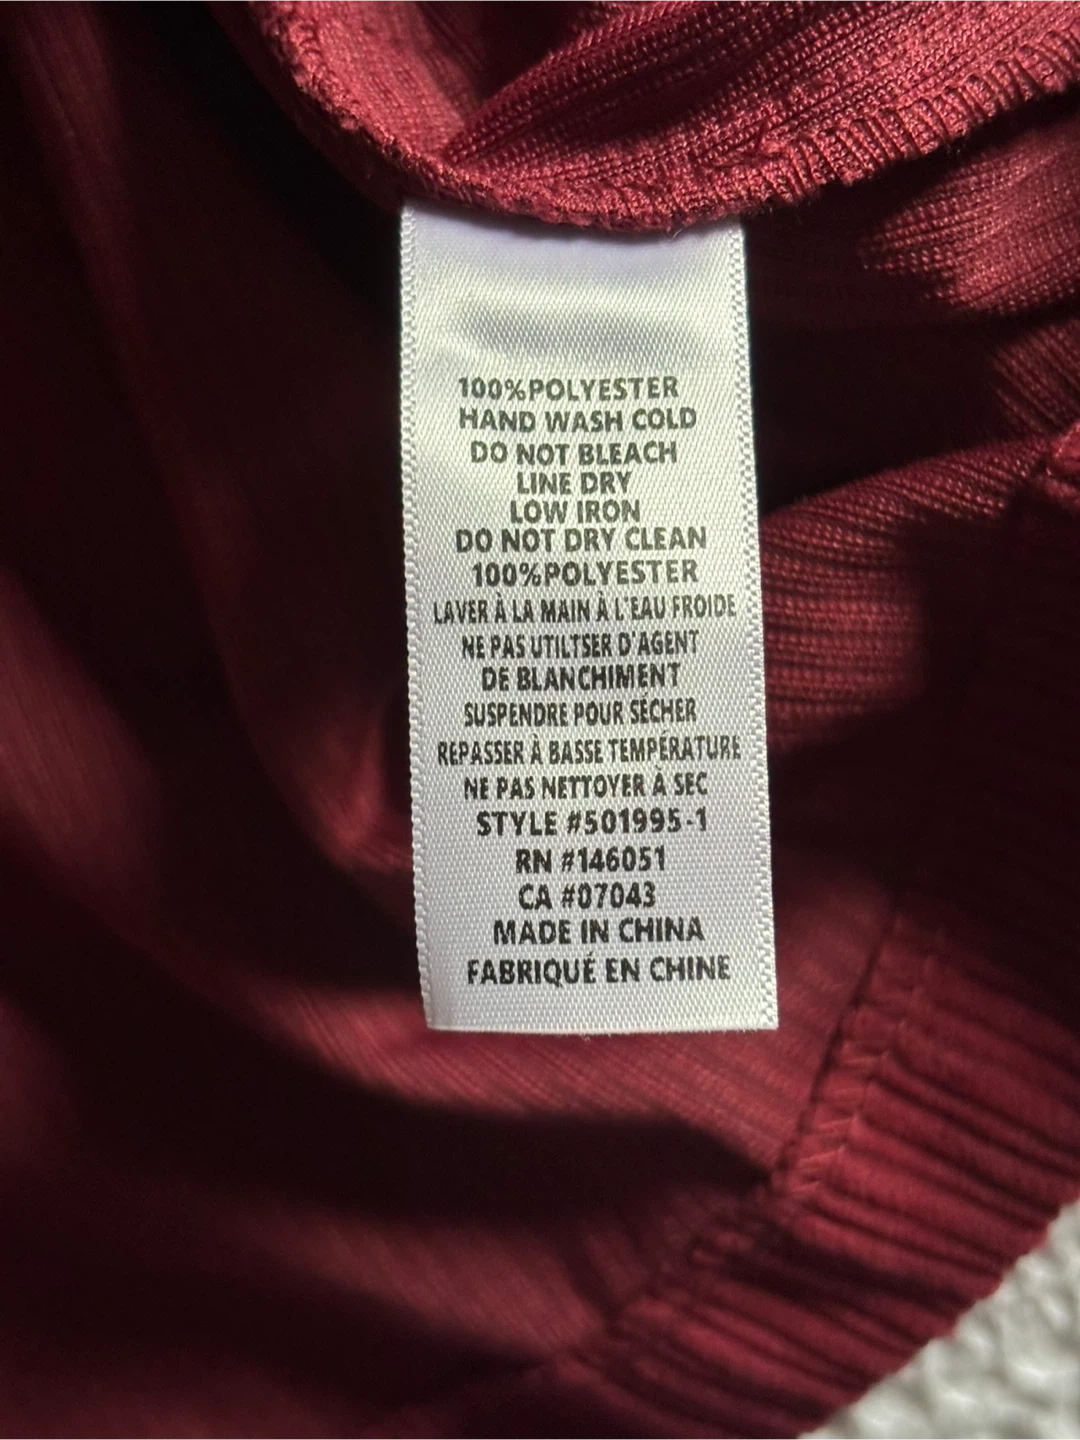 100%POLYESTER
HAND WASH COLD
DO NOT BLEACH
LINE DRY
LOW IRON
DO NOT DRY CLEAN
100%POLYESTER
LAVER À LA MAIN À L'EAU FROIDE
NE PAS UTILTSER D'AGENT
DE BLANCHIMENT
SUSPENDRE POUR SÉCHER
REPASSER À BASSE TEMPÉRATURE
NE PAS NETTOYER À SEC
STYLE #501995-1
RN #146051
CA #07043
MADE IN CHINA
FABRIQUÉ EN CHINE